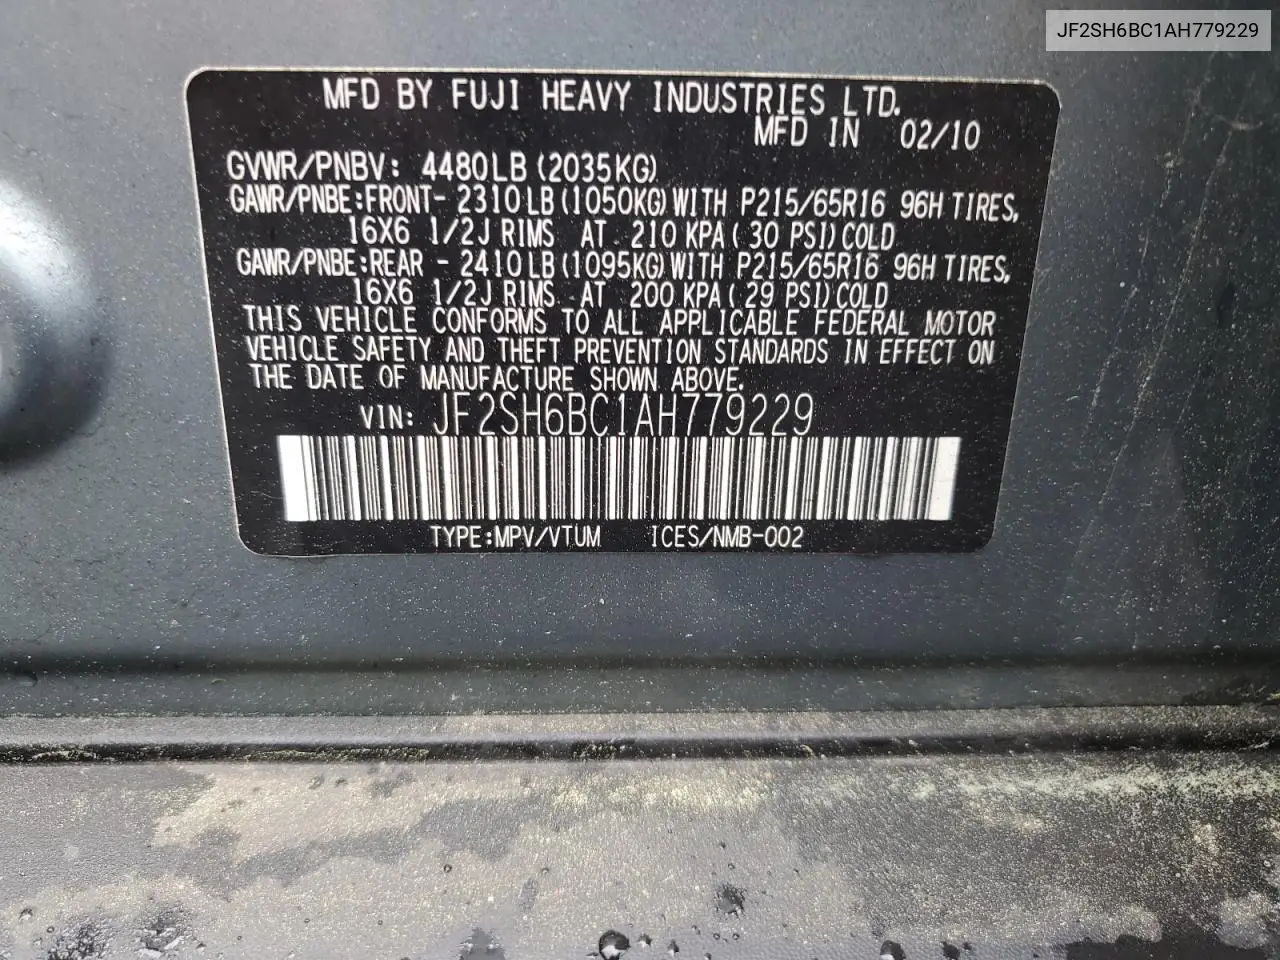 JF2SH6BC1AH779229
MFD BY FUJI HEAVY INDUSTRIES LTD.
MFD IN 02/10
GVWR/PNBV: 4480LB (2035KG)
GAWR/PNBE:FRONT- 2310LB (1050KG) WITH P215/65R16 96H TIRES,
16X6 1/2J RIMS AT 210 KPA ( 30 PSI) COLD
GAWR/PNBE:REAR - 2410LB (1095KG) WITH P215/65R16 96H TIRES,
16X6 1/2J RIMS AT 200 KPA ( 29 PSI) COLD
THIS VEHICLE CONFORMS TO ALL APPLICABLE FEDERAL MOTOR
VEHICLE SAFETY AND THEFT PREVENTION STANDARDS IN EFFECT ON
THE DATE OF MANUFACTURE SHOWN ABOVE.
VIN: JF2SH6BC1AH779229
TYPE:MPV/VTUM ICES/NMB-002